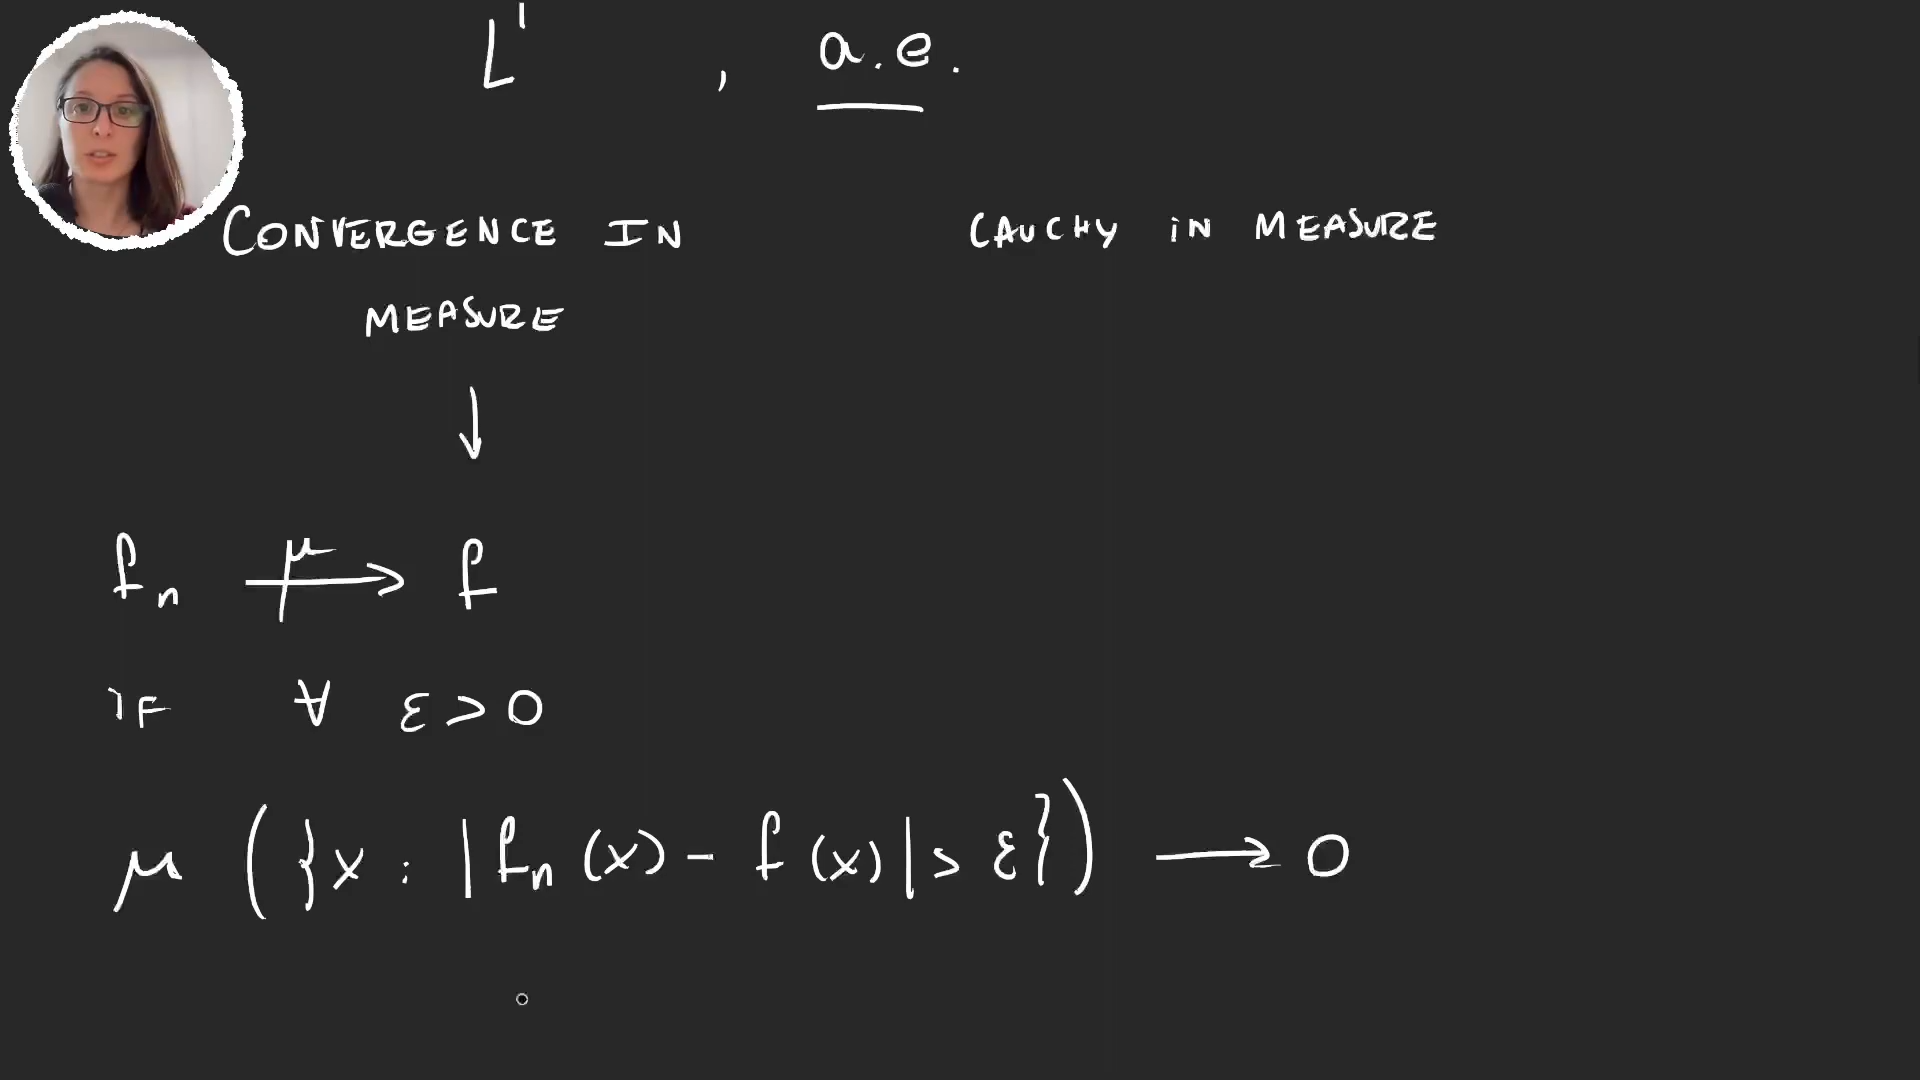 L¹ , a.e.
CONVERGENCE IN
MEASURE
CAUCHY IN MEASURE
↓
fₙ —μ→ f
IF ∀ ε > 0
μ ({x : |fₙ(x) - f(x)| > ε}) → 0